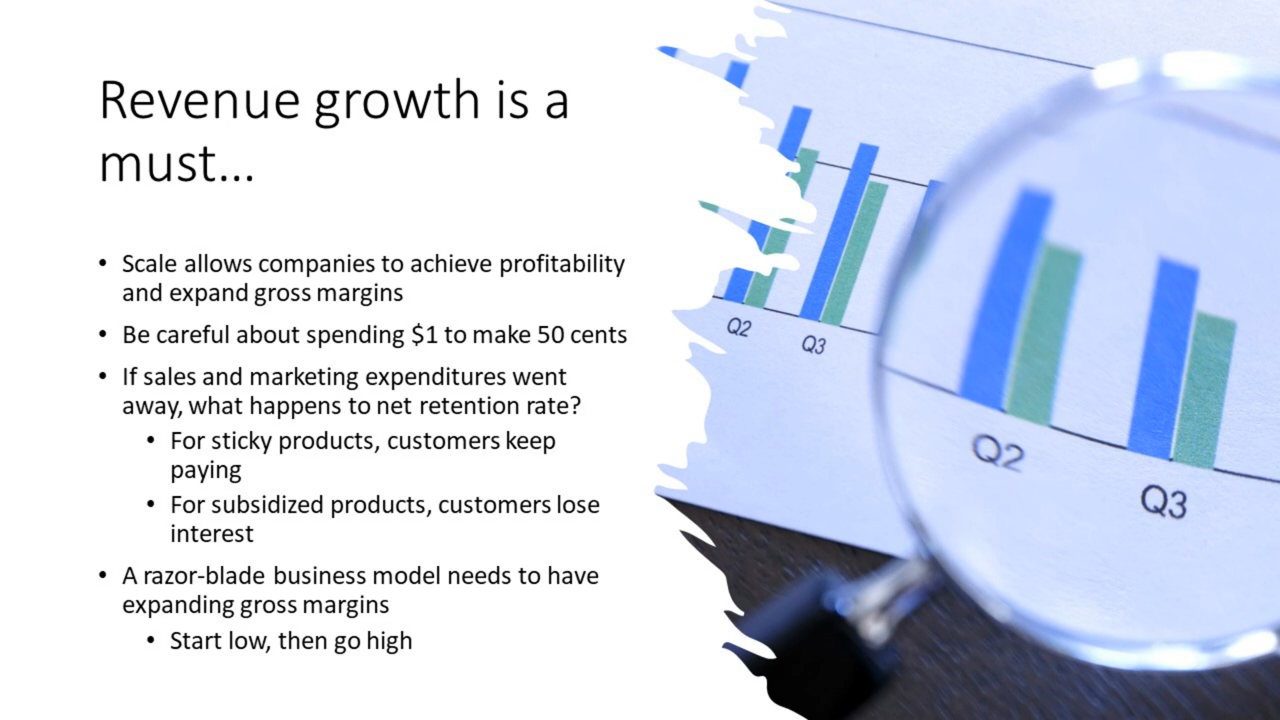 Revenue growth is a
must...
• Scale allows companies to achieve profitability
and expand gross margins
• Be careful about spending $1 to make 50 cents
• If sales and marketing expenditures went
away, what happens to net retention rate?
• For sticky products, customers keep
paying
• For subsidized products, customers lose
interest
• A razor-blade business model needs to have
expanding gross margins
• Start low, then go high
Q2
Q3
Q2
Q3